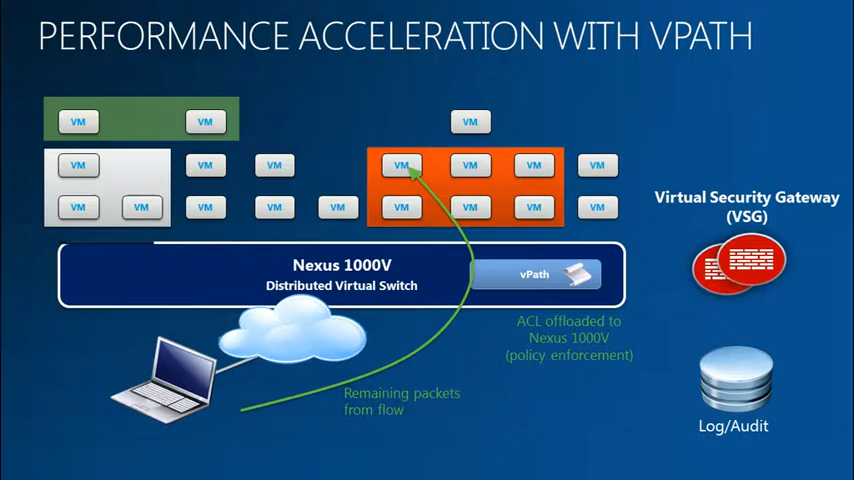 PERFORMANCE ACCELERATION WITH VPATH
VM VM VM
VM VM VM VM VM VM VM
VM VM VM VM VM VM VM VM VM
Virtual Security Gateway
(VSG)
Nexus 1000V
Distributed Virtual Switch
vPath
ACL offloaded to
Nexus 1000V
(policy enforcement)
Remaining packets
from flow
Log/Audit